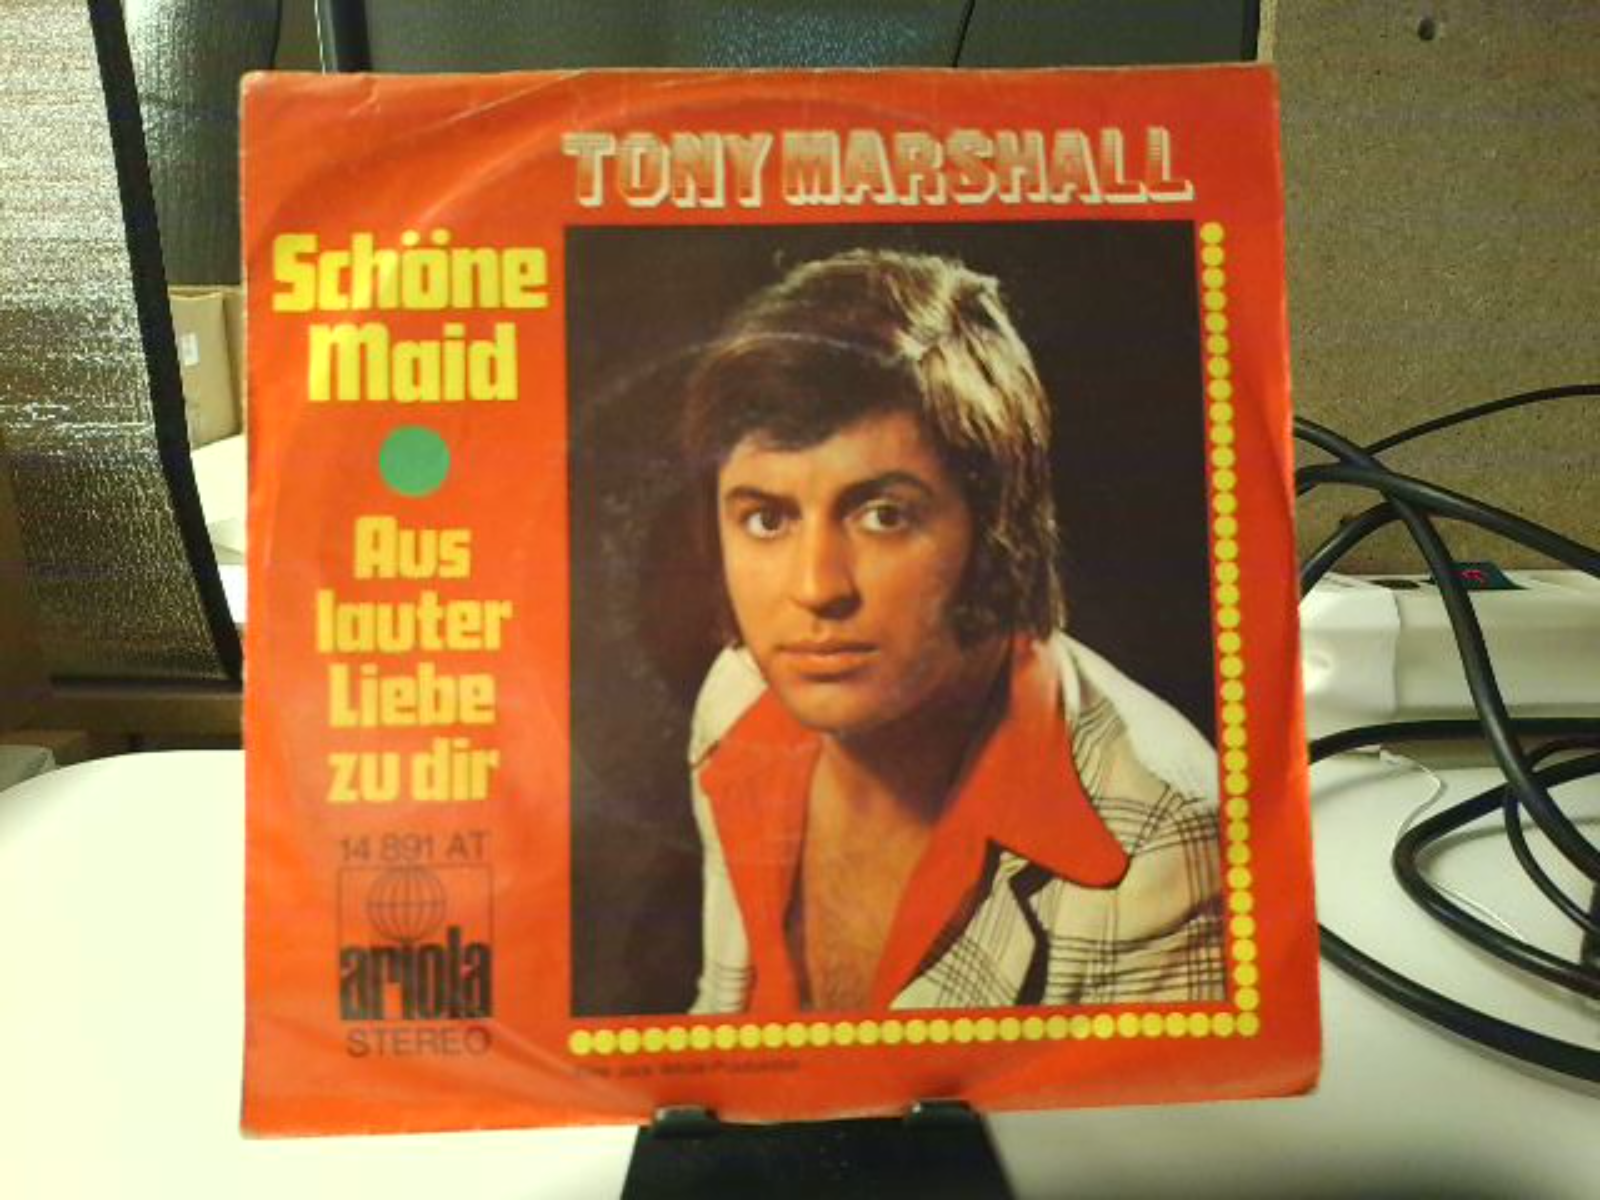 TONY MARSHALL
Schöne
Maid
Aus
lauter
Liebe
zu dir
14 891 AT
ariola
STEREO